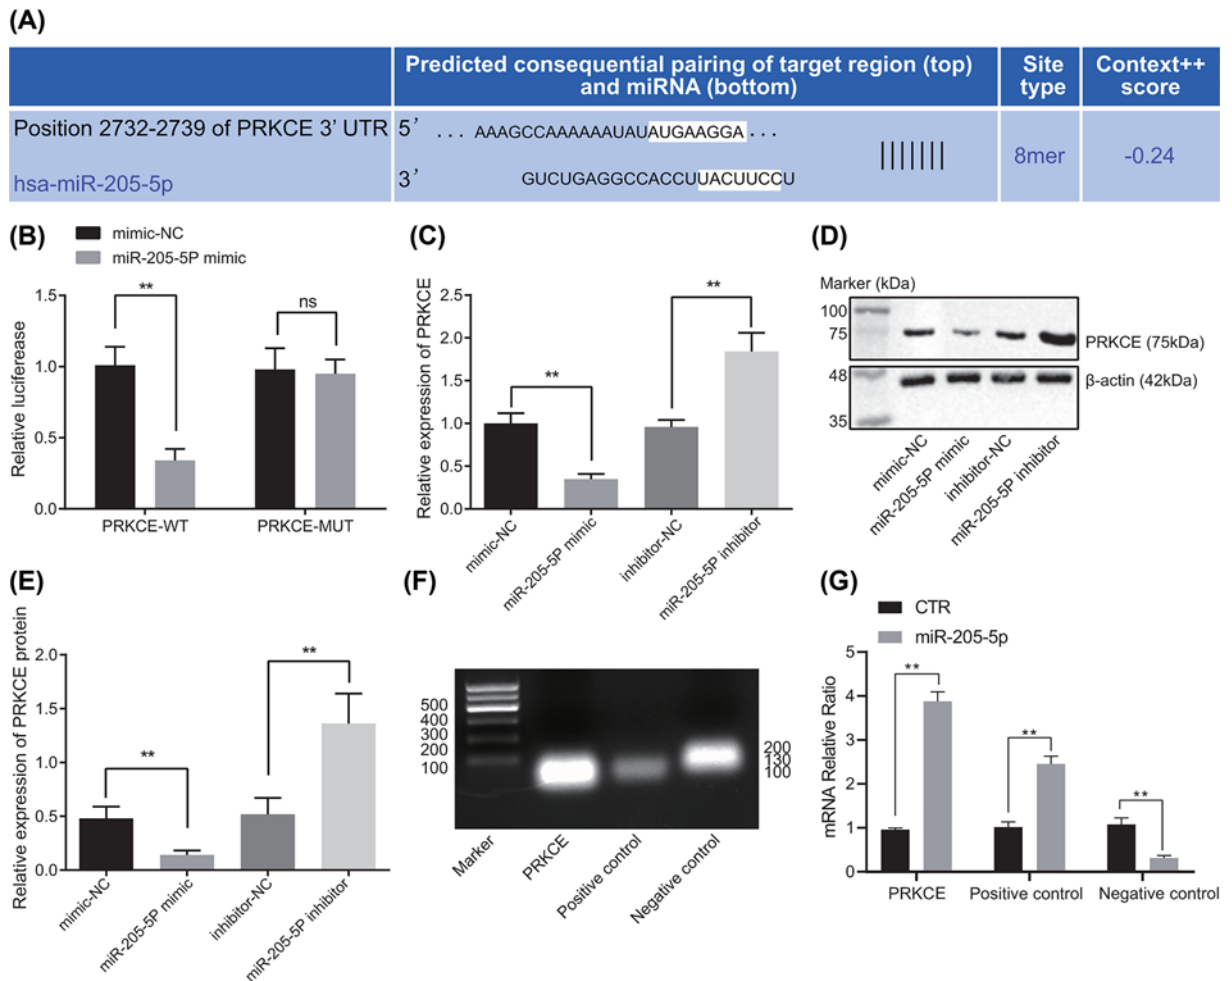 (A)
Predicted consequential pairing of target region (top)
and miRNA (bottom)
Site
type
Context++
score
Position 2732-2739 of PRKCE 3' UTR
5'
... AAAGCCAAAAAAUAUAUGAAGGA...
hsa-miR-205-5p
3'
GUCUGAGGCCACCUUACUUCCU
8mer
-0.24
(B)
mimic-NC
miR-205-5P mimic
Relative luciferease
1.5
1.0
0.5
0.0
**
ns
PRKCE-WT
PRKCE-MUT
(C)
Relative expression of PRKCE
2.5
2.0
1.5
1.0
0.5
0.0
**
**
mimic-NC
miR-205-5P mimic
inhibitor-NC
miR-205-5P inhibitor
(D)
Marker (kDa)
100
75
48
35
PRKCE (75kDa)
β-actin (42kDa)
mimic-NC
miR-205-5P mimic
inhibitor-NC
miR-205-5P inhibitor
(E)
Relative expression of PRKCE protein
2.0
1.5
1.0
0.5
0.0
**
**
mimic-NC
miR-205-5P mimic
inhibitor-NC
miR-205-5P inhibitor
(F)
500
400
300
200
100
200
130
100
Marker
PRKCE
Positive control
Negative control
(G)
CTR
miR-205-5p
mRNA Relative Ratio
5
4
3
2
1
0
**
**
**
PRKCE
Positive control
Negative control